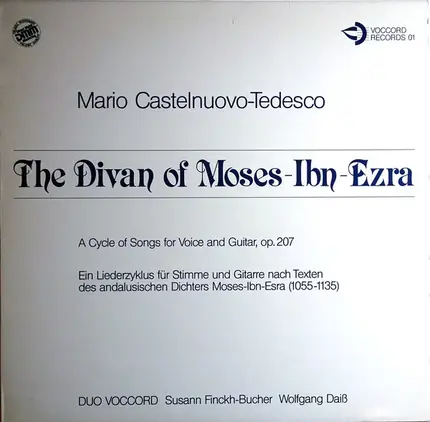 dmm
VOCCORD
RECORDS 01
Mario Castelnuovo-Tedesco
The Divan of Moses-Ibn-Ezra
A Cycle of Songs for Voice and Guitar, op. 207
Ein Liederzyklus für Stimme und Gitarre nach Texten
des andalusischen Dichters Moses-Ibn-Esra (1055-1135)
DUO VOCCORD Susann Finckh-Bucher Wolfgang Daiß